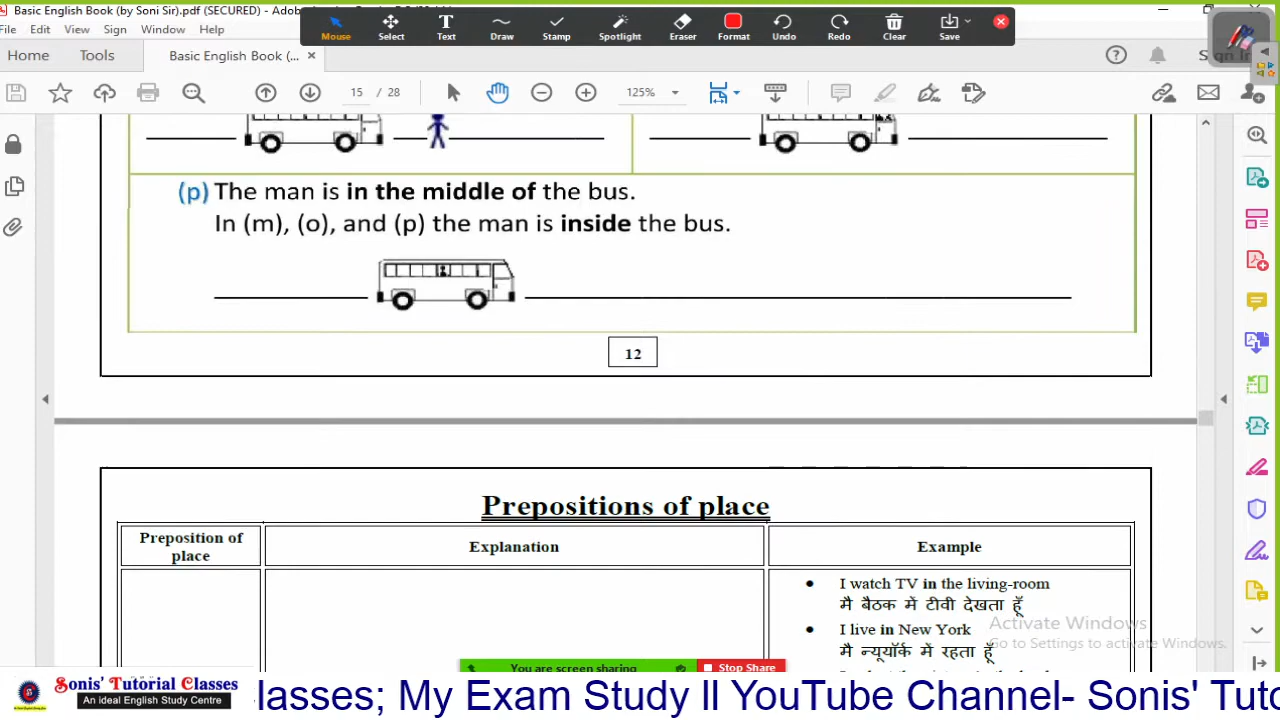 Basic English Book (by Soni Sir).pdf (SECURED) - Adobe
File Edit View Sign Window Help
Mouse Select Text Draw Stamp Spotlight Eraser Format Undo Redo Clear Save
Home Tools Basic English Book (... ×
15 / 28 125%
(p) The man is in the middle of the bus.
In (m), (o), and (p) the man is inside the bus.
12
Prepositions of place
Preposition of place Explanation Example
• I watch TV in the living-room
मै बैठक में टीवी देखता हूँ
• I live in New York
मै न्यूयॉर्क में रहता हूँ
Activate Windows
Go to Settings to activate Windows.
You are screen sharing Stop Share
Sonis' Tutorial Classes
An ideal English Study Centre
Classes; My Exam Study ll YouTube Channel- Sonis' Tuto